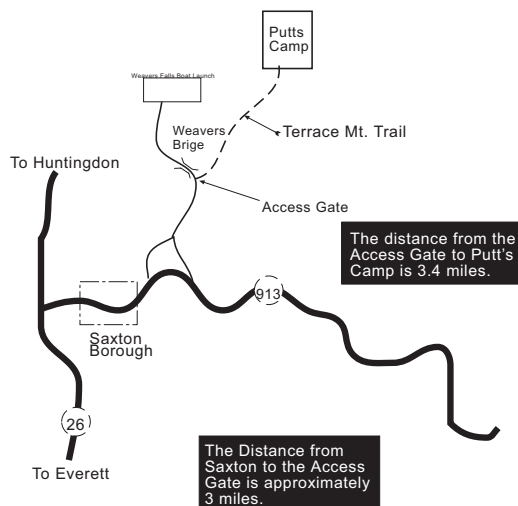 Putts
Camp
Weavers Falls Boat Launch
Weavers
Brige
Terrace Mt. Trail
To Huntingdon
Access Gate
The distance from the
Access Gate to Putt's
Camp is 3.4 miles.
913
Saxton
Borough
26
The Distance from
Saxton to the Access
Gate is approximately
3 miles.
To Everett